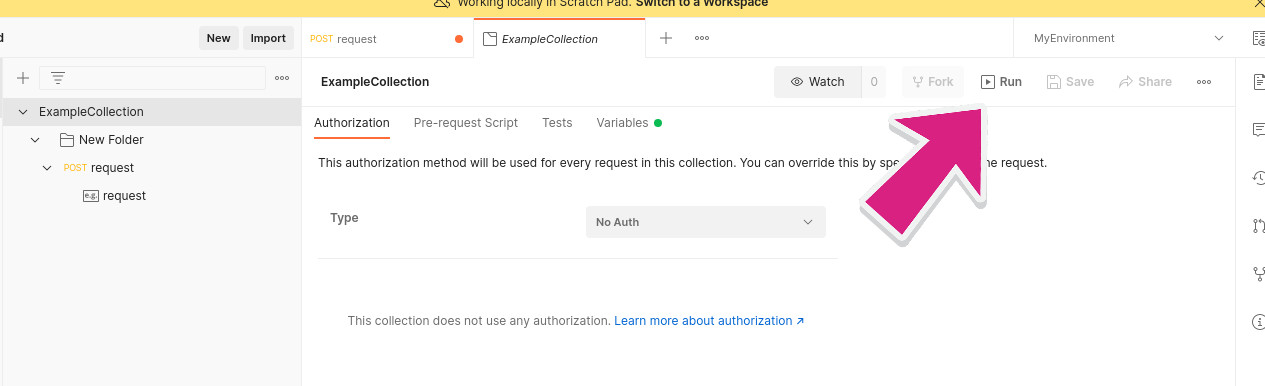 Working locally in Scratch Pad. Switch to a Workspace
New Import
POST request
ExampleCollection
MyEnvironment
ExampleCollection
Watch 0 Fork Run Save Share
ExampleCollection
New Folder
POST request
e.g. request
Authorization Pre-request Script Tests Variables
This authorization method will be used for every request in this collection. You can override this by request.
Type
No Auth
This collection does not use any authorization. Learn more about authorization ↗